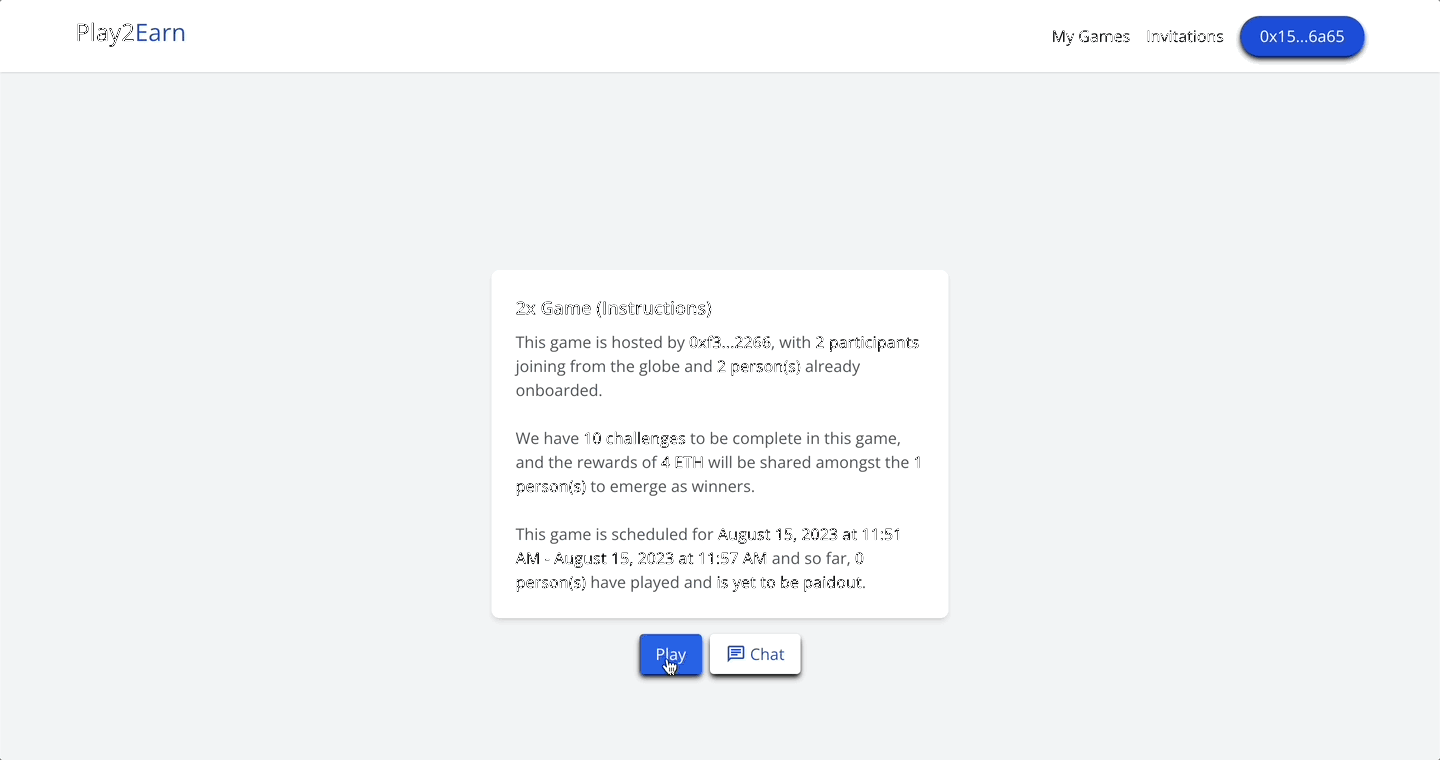 Play2Earn
My Games Invitations 0x15...6a65
2x Game (Instructions)
This game is hosted by 0xf3...2266, with 2 participants
joining from the globe and 2 person(s) already
onboarded.
We have 10 challenges to be complete in this game,
and the rewards of 4 ETH will be shared amongst the 1
person(s) to emerge as winners.
This game is scheduled for August 15, 2023 at 11:51
AM - August 15, 2023 at 11:57 AM and so far, 0
person(s) have played and is yet to be paidout.
Play Chat